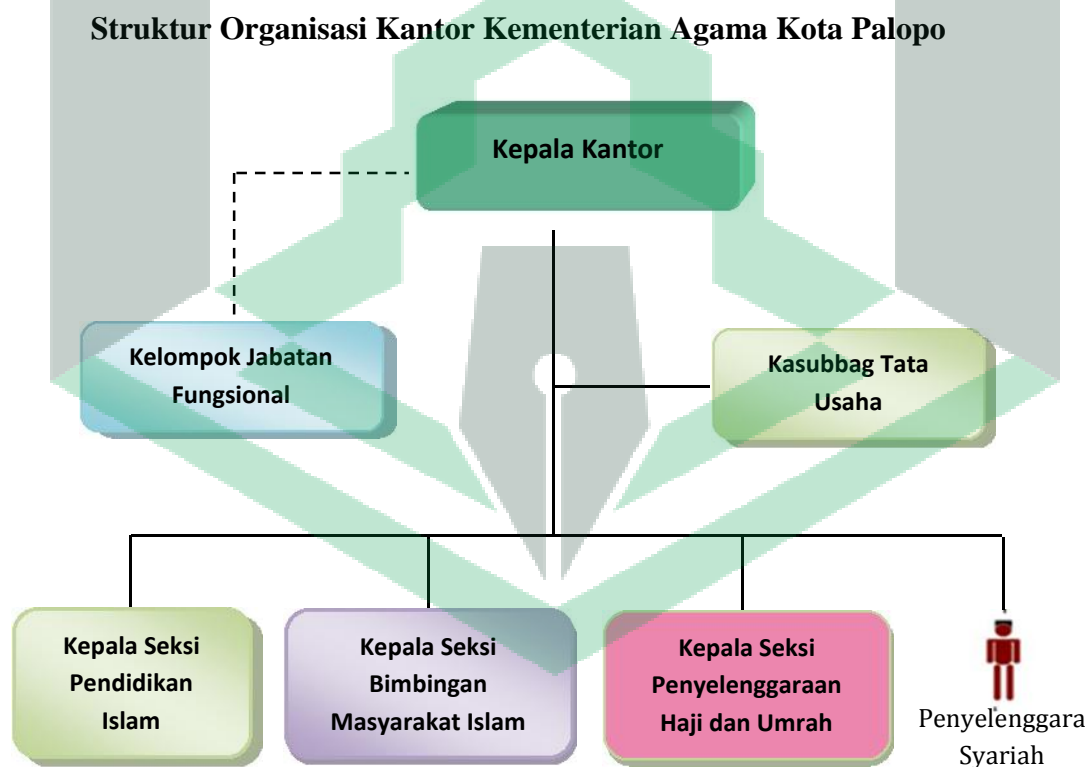 Struktur Organisasi Kantor Kementerian Agama Kota Palopo
Kepala Kantor
Kelompok Jabatan
Fungsional
Kasubbag Tata
Usaha
Kepala Seksi
Pendidikan
Islam
Kepala Seksi
Bimbingan
Masyarakat Islam
Kepala Seksi
Penyelenggaraan
Haji dan Umrah
Penyelenggara
Syariah